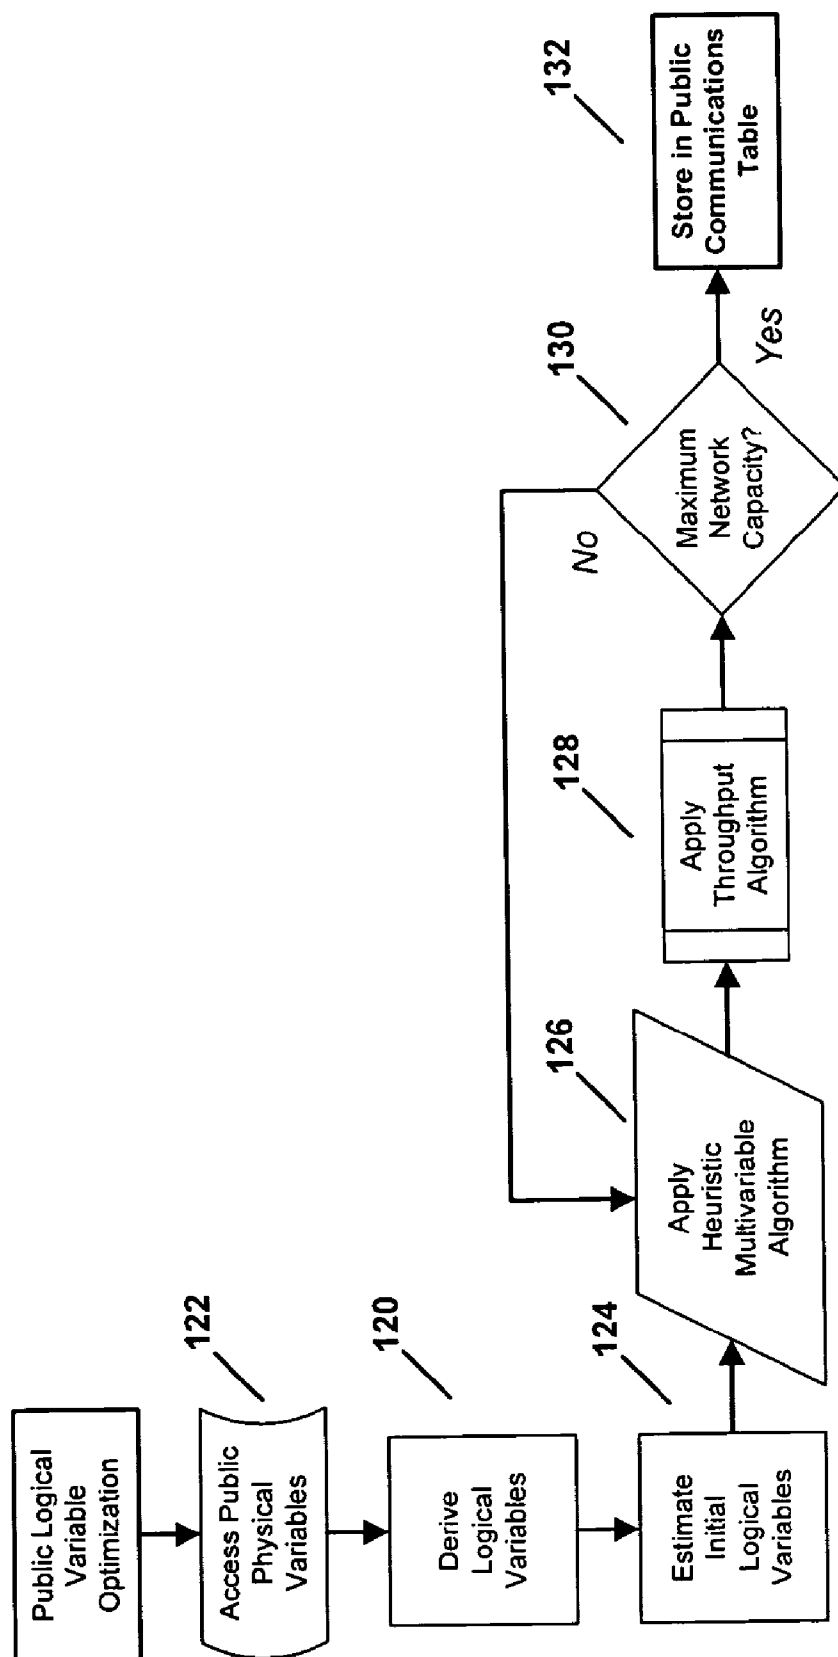 Public Logical
Variable
Optimization
122
Access Public
Physical
Variables
120
Derive
Logical
Variables
124
Estimate
Initial
Logical
Variables
126
Apply
Heuristic
Multivariable
Algorithm
128
Apply
Throughput
Algorithm
130
Maximum
Network
Capacity?
No
Yes
132
Store in Public
Communications
Table